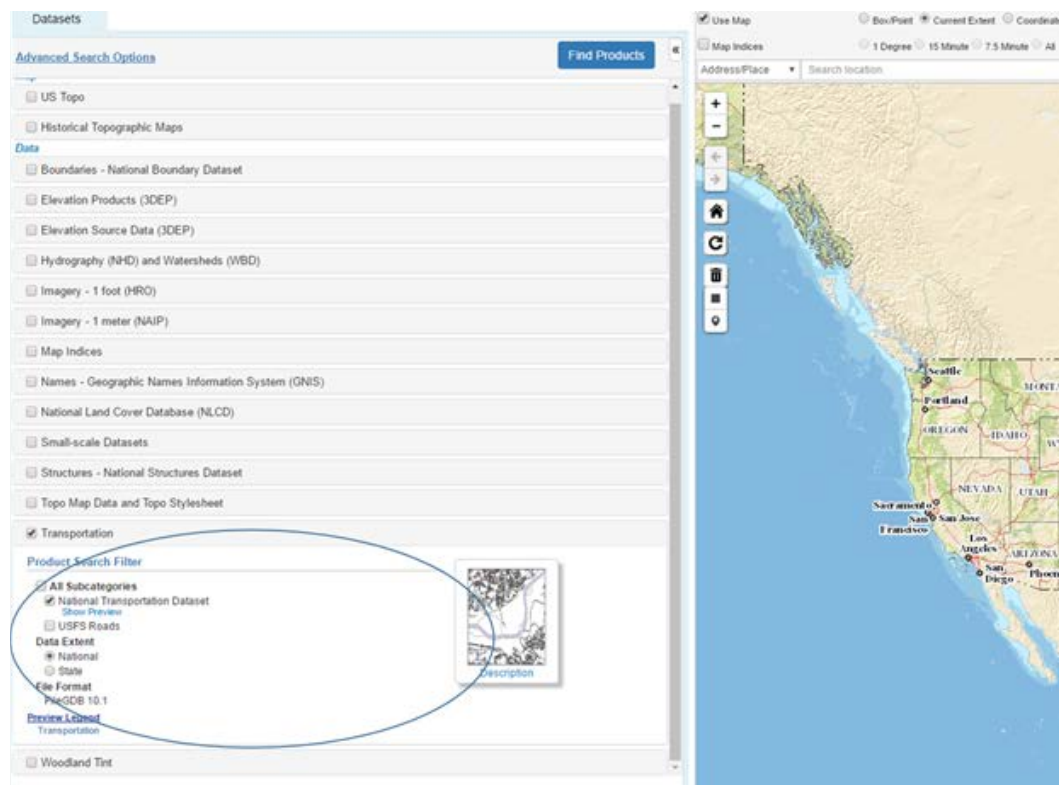 Datasets
Advanced Search Options
Find Products
«
US Topo
Historical Topographic Maps
Data
Boundaries - National Boundary Dataset
Elevation Products (3DEP)
Elevation Source Data (3DEP)
Hydrography (NHD) and Watersheds (WBD)
Imagery - 1 foot (HRO)
Imagery - 1 meter (NAIP)
Map Indices
Names - Geographic Names Information System (GNIS)
National Land Cover Database (NLCD)
Small-scale Datasets
Structures - National Structures Dataset
Topo Map Data and Topo Stylesheet
Transportation
Product Search Filter
All Subcategories
National Transportation Dataset
Show Preview
USFS Roads
Data Extent
National
State
File Format
FileGDB 10.1
Preview Legend
Transportation
Description
Woodland Tint
Use Map Box/Point Current Extent Coordinate
Map Indices 1 Degree 15 Minute 7.5 Minute All
Address/Place Search location
Seattle
MONT
Portland
OREGON IDAHO
NEVADA UTAH
Sacramento
San Francisco San Jose
Los Angeles ARIZONA
San Diego Phoen